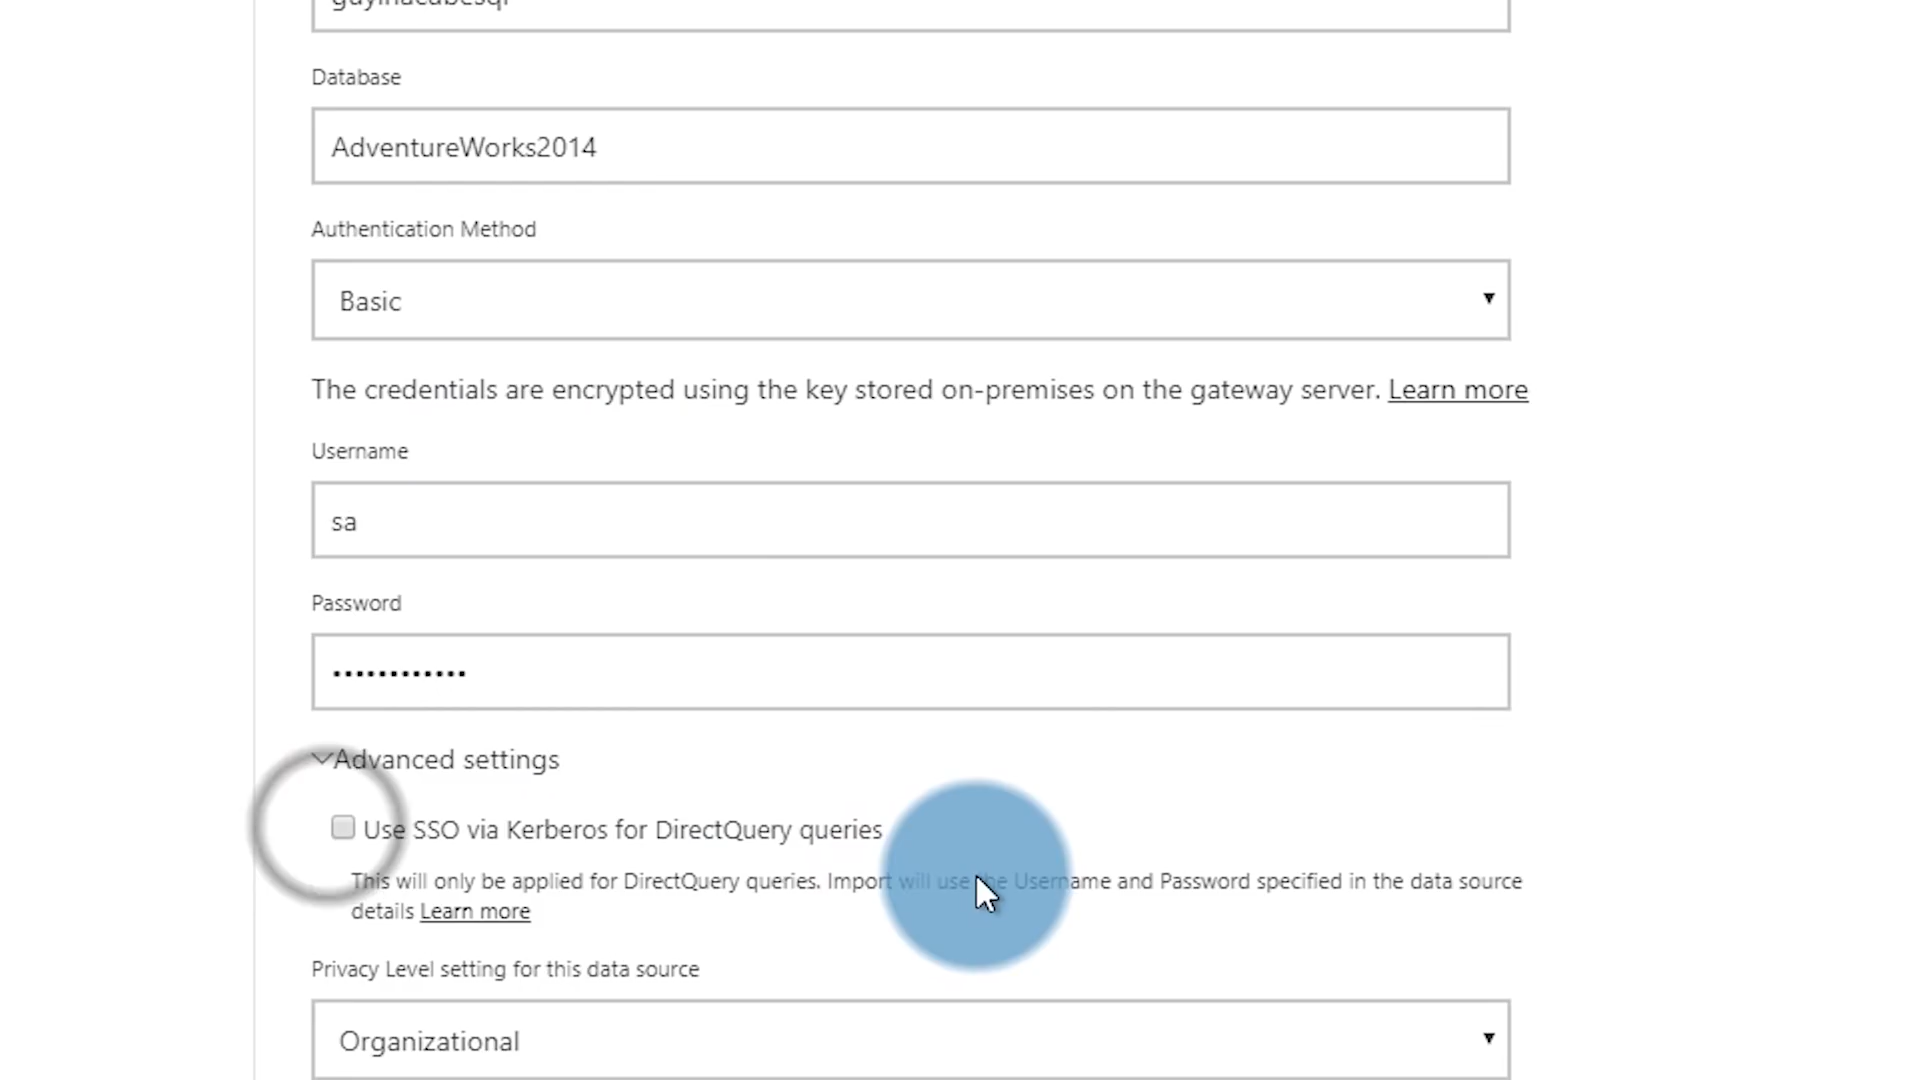 guyinacubesql
Database
AdventureWorks2014
Authentication Method
Basic
The credentials are encrypted using the key stored on-premises on the gateway server. Learn more
Username
sa
Password
••••••••••••
Advanced settings
Use SSO via Kerberos for DirectQuery queries
This will only be applied for DirectQuery queries. Import will use the Username and Password specified in the data source
details Learn more
Privacy Level setting for this data source
Organizational